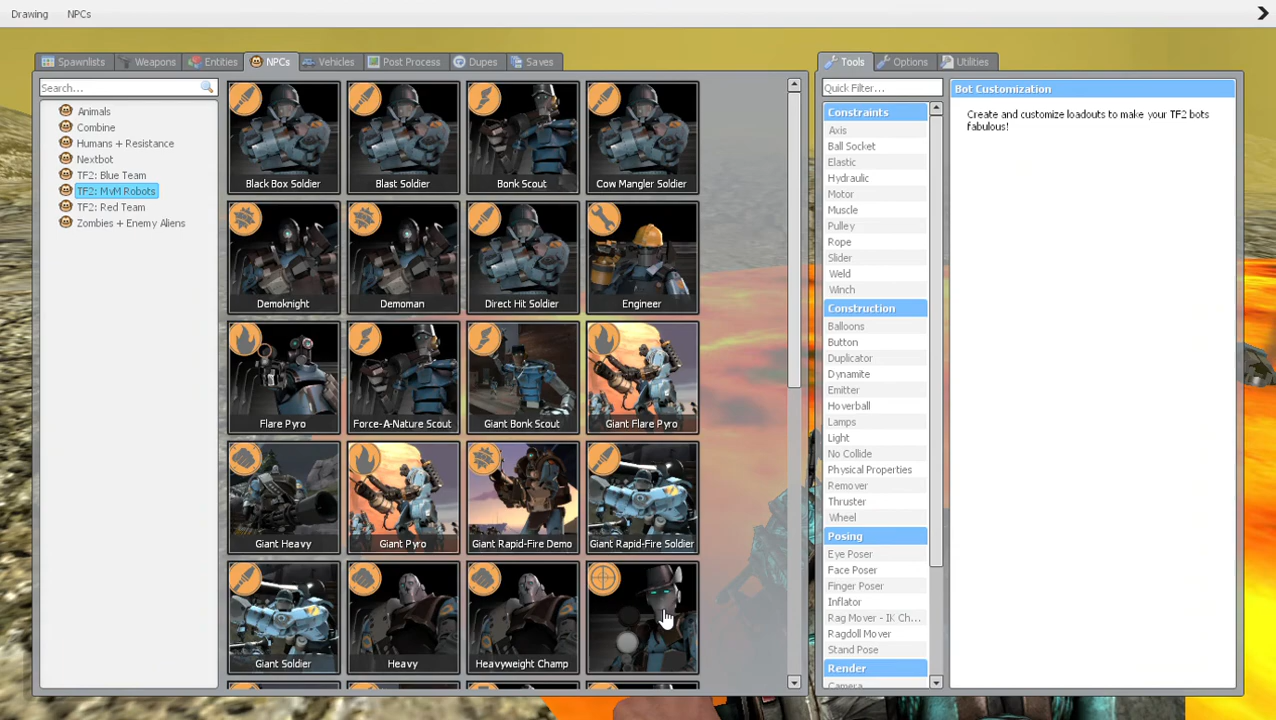 Drawing NPCs
Spawnlists Weapons Entities NPCs Vehicles Post Process Dupes Saves
Search...
Animals
Combine
Humans + Resistance
Nextbot
TF2: Blue Team
TF2: MvM Robots
TF2: Red Team
Zombies + Enemy Aliens
Black Box Soldier Blast Soldier Bonk Scout Cow Mangler Soldier
Demoknight Demoman Direct Hit Soldier Engineer
Flare Pyro Force-A-Nature Scout Giant Bonk Scout Giant Flare Pyro
Giant Heavy Giant Pyro Giant Rapid-Fire Demo Giant Rapid-Fire Soldier
Giant Soldier Heavy Heavyweight Champ
Tools Options Utilities
Quick Filter...
Constraints
Axis
Ball Socket
Elastic
Hydraulic
Motor
Muscle
Pulley
Rope
Slider
Weld
Winch
Construction
Balloons
Button
Duplicator
Dynamite
Emitter
Hoverball
Lamps
Light
No Collide
Physical Properties
Remover
Thruster
Wheel
Posing
Eye Poser
Face Poser
Finger Poser
Inflator
Rag Mover - IK Ch...
Ragdoll Mover
Stand Pose
Render
Camera
Bot Customization
Create and customize loadouts to make your TF2 bots
fabulous!